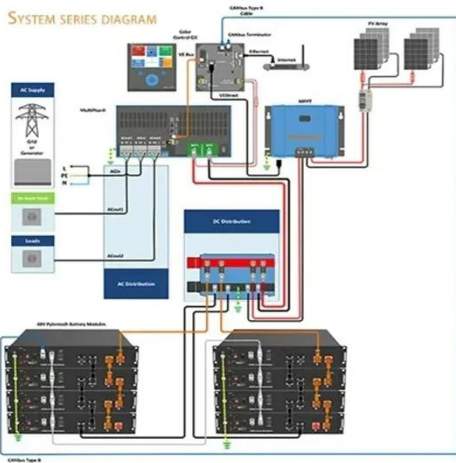 SYSTEM SERIES DIAGRAM
CANbus Type B
Cable
Color
Control GX
CANbus Terminator
VE Bus
Ethernet
Internet
PV Array
AC Supply
Grid
or
Generator
MultiPlus-II
VE.Direct
MPPT
L
PE
N
ACin
ACout1
Loads
ACout2
AC Distribution
DC Distribution
48V Pylontech Battery Modules
CANbus Type B